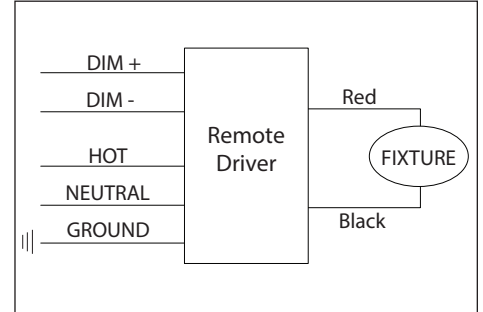 DIM +
DIM -
HOT
NEUTRAL
GROUND
Remote
Driver
Red
Black
FIXTURE